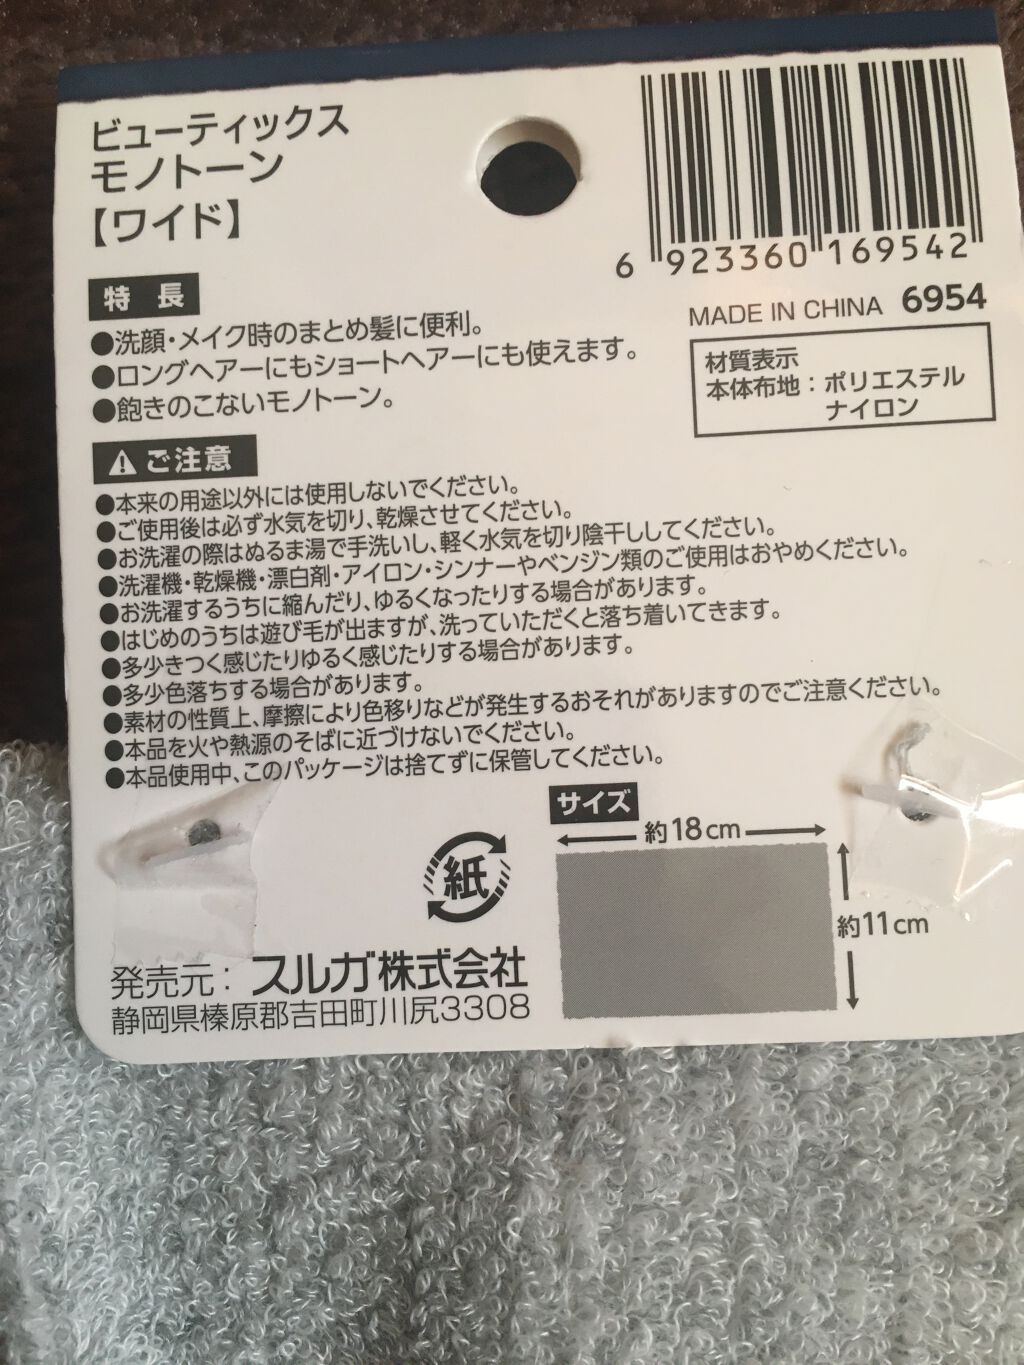 ビューティックス
モノトーン
【ワイド】
6 923360 169542
MADE IN CHINA 6954
特 長
●洗顔・メイク時のまとめ髪に便利。
●ロングヘアーにもショートヘアーにも使えます。
●飽きのこないモノトーン。
材質表示
本体布地：ポリエステル
ナイロン
⚠ご注意
●本来の用途以外には使用しないでください。
●ご使用後は必ず水気を切り、乾燥させてください。
●お洗濯の際はぬるま湯で手洗いし、軽く水気を切り陰干ししてください。
●洗濯機・乾燥機・漂白剤・アイロン・シンナーやベンジン類のご使用はおやめください。
●お洗濯するうちに縮んだり、ゆるくなったりする場合があります。
●はじめのうちは遊び毛が出ますが、洗っていただくと落ち着いてきます。
●多少きつく感じたりゆるく感じたりする場合があります。
●多少色落ちする場合があります。
●素材の性質上、摩擦により色移りなどが発生するおそれがありますのでご注意ください。
●本品を火や熱源のそばに近づけないでください。
●本品使用中、このパッケージは捨てずに保管してください。
サイズ
約18cm
約11cm
紙
発売元：スルガ株式会社
静岡県榛原郡吉田町川尻3308